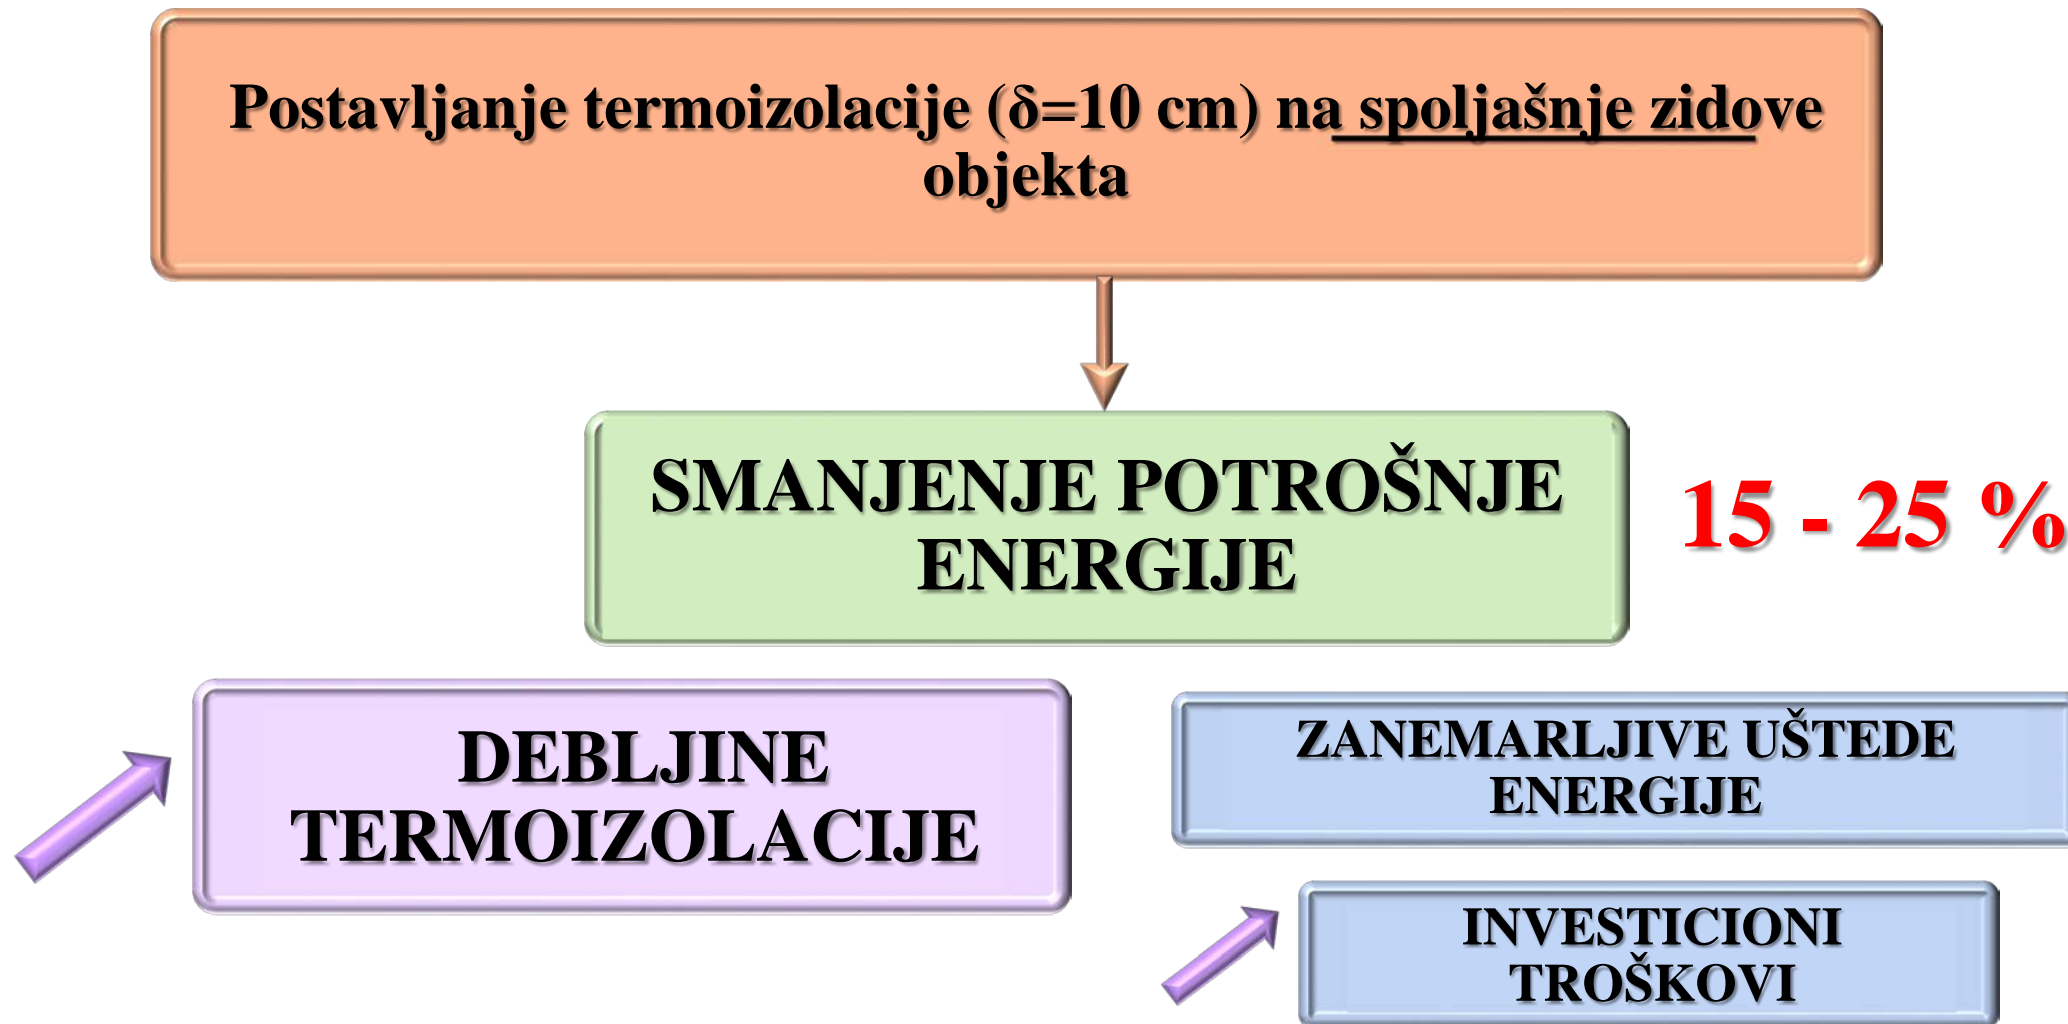 Postavljanje termoizolacije (δ=10 cm) na spoljašnje zidove
objekta
SMANJENJE POTROŠNJE
ENERGIJE
15 - 25 %
DEBLJINE
TERMOIZOLACIJE
ZANEMARLJIVE UŠTEDE
ENERGIJE
INVESTICIONI
TROŠKOVI